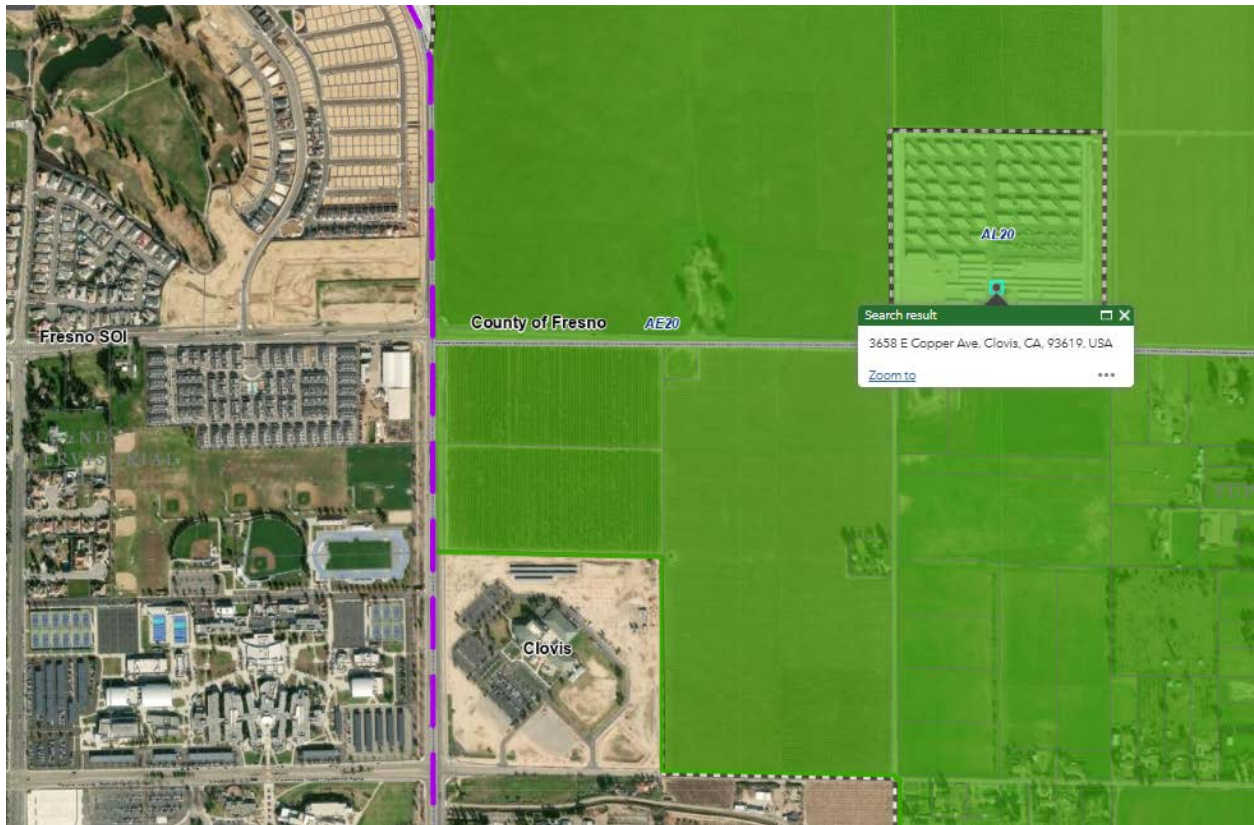 Fresno SOI
County of Fresno
AE20
AL20
Search result
3658 E Copper Ave, Clovis, CA, 93619, USA
Zoom to
Clovis